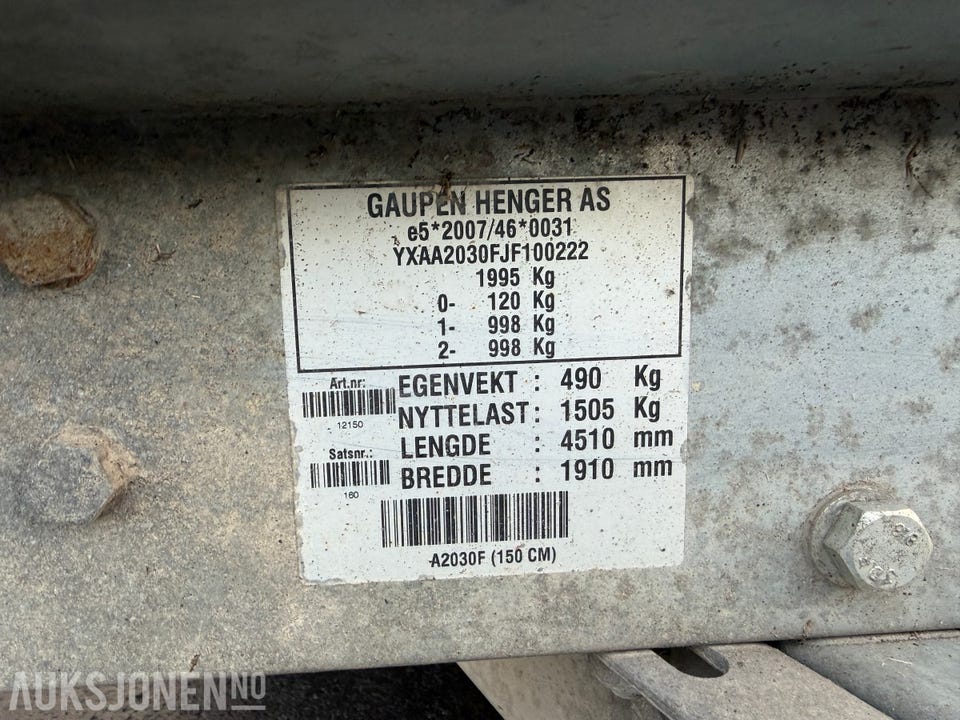 GAUPEN HENGER AS
e5*2007/46*0031
YXAA2030FJF100222
1995 Kg
0- 120 Kg
1- 998 Kg
2- 998 Kg
Art.nr:
12150
Satsnr.:
160
EGENVEKT : 490 Kg
NYTTELAST : 1505 Kg
LENGDE : 4510 mm
BREDDE : 1910 mm
A2030F (150 CM)
AUKSJONEN NO